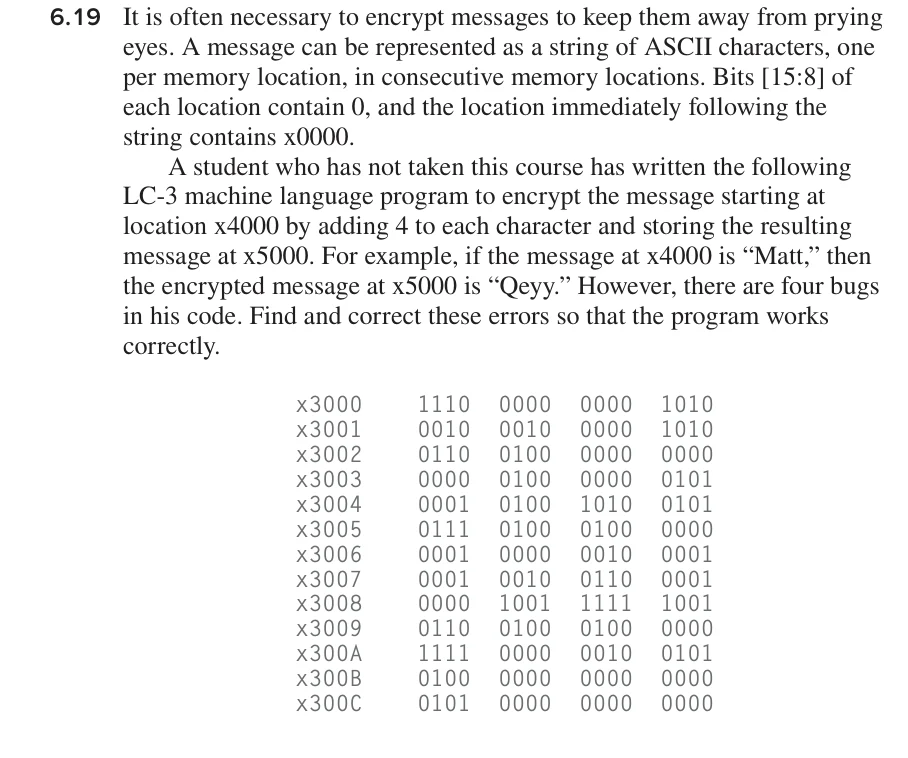 6.19 It is often necessary to encrypt messages to keep them away from prying
eyes. A message can be represented as a string of ASCII characters, one
per memory location, in consecutive memory locations. Bits [15:8] of
each location contain 0, and the location immediately following the
string contains x0000.
A student who has not taken this course has written the following
LC-3 machine language program to encrypt the message starting at
location x4000 by adding 4 to each character and storing the resulting
message at x5000. For example, if the message at x4000 is “Matt,” then
the encrypted message at x5000 is “Qeyy.” However, there are four bugs
in his code. Find and correct these errors so that the program works
correctly.
x3000 1110 0000 0000 1010
x3001 0010 0010 0000 1010
x3002 0110 0100 0000 0000
x3003 0000 0100 0000 0101
x3004 0001 0100 1010 0101
x3005 0111 0100 0100 0000
x3006 0001 0000 0010 0001
x3007 0001 0010 0110 0001
x3008 0000 1001 1111 1001
x3009 0110 0100 0100 0000
x300A 1111 0000 0010 0101
x300B 0100 0000 0000 0000
x300C 0101 0000 0000 0000